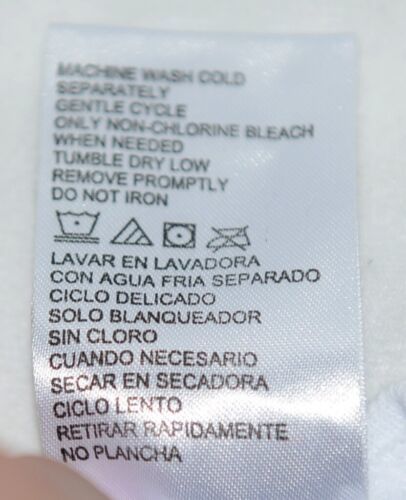 MACHINE WASH COLD
SEPARATELY
GENTLE CYCLE
ONLY NON-CHLORINE BLEACH
WHEN NEEDED
TUMBLE DRY LOW
REMOVE PROMPTLY
DO NOT IRON
LAVAR EN LAVADORA
CON AGUA FRIA SEPARADO
CICLO DELICADO
SOLO BLANQUEADOR
SIN CLORO
CUANDO NECESARIO
SECAR EN SECADORA
CICLO LENTO
RETIRAR RAPIDAMENTE
NO PLANCHA